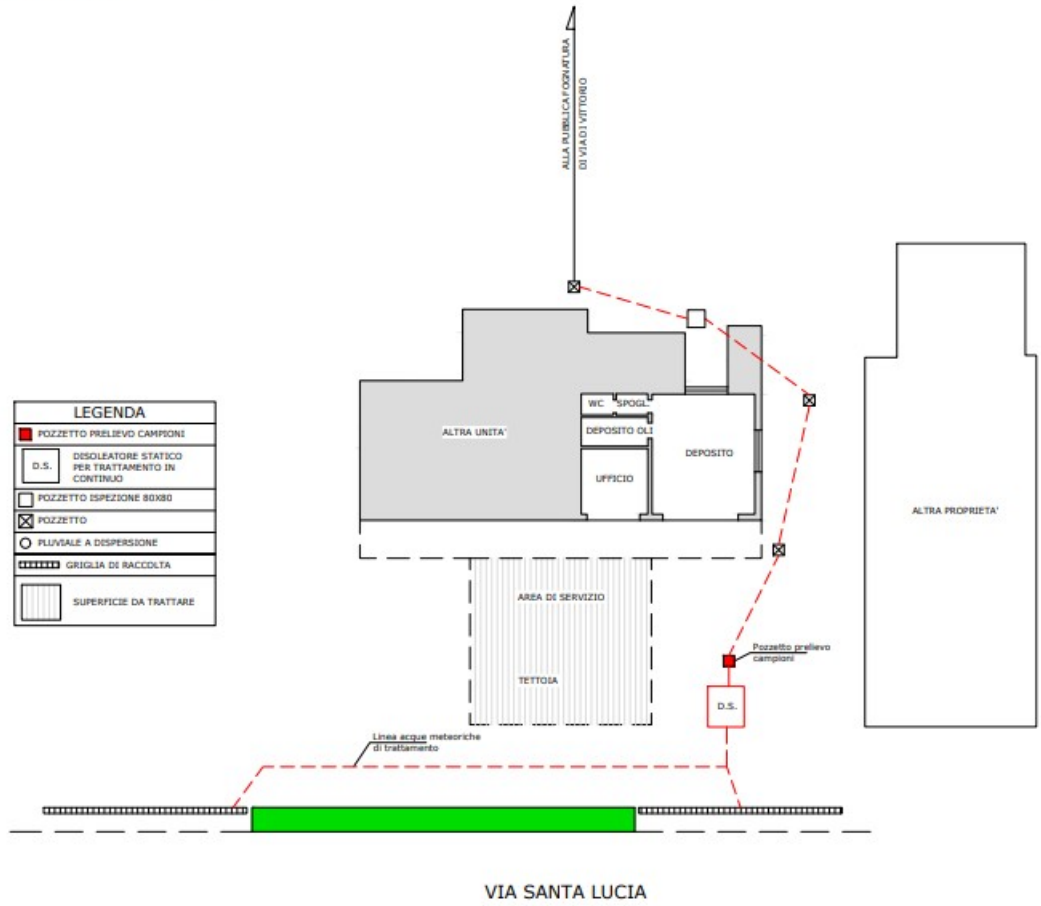 ALLA PUBBLICA FOGNATURA
DI VIA DI VITTORIO
LEGENDA
POZZETTO PRELIEVO CAMPIONI
D.S.
DISOLEATORE STATICO
PER TRATTAMENTO IN
CONTINUO
POZZETTO ISPEZIONE 80X80
POZZETTO
PLUVIALE A DISPERSIONE
GRIGLIA DI RACCOLTA
SUPERFICIE DA TRATTARE
ALTRA UNITA'
WC
SPOGL.
DEPOSITO OLI
UFFICIO
DEPOSITO
ALTRA PROPRIETA'
AREA DI SERVIZIO
TETTOIA
Pozzetto prelievo
campioni
D.S.
Linea acque meteoriche
di trattamento
VIA SANTA LUCIA